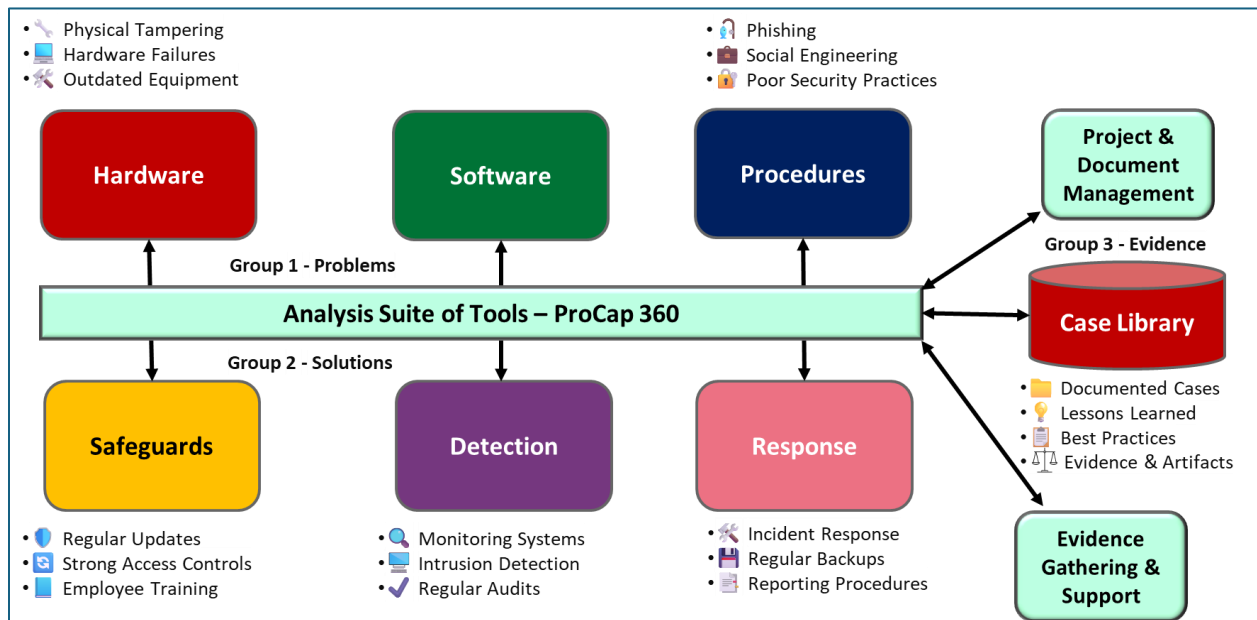 Physical Tampering
Hardware Failures
Outdated Equipment
Phishing
Social Engineering
Poor Security Practices
Hardware
Software
Procedures
Project &
Document
Management
Group 1 - Problems
Group 3 - Evidence
Analysis Suite of Tools – ProCap 360
Case Library
Group 2 - Solutions
Safeguards
Detection
Response
Documented Cases
Lessons Learned
Best Practices
Evidence & Artifacts
Regular Updates
Strong Access Controls
Employee Training
Monitoring Systems
Intrusion Detection
Regular Audits
Incident Response
Regular Backups
Reporting Procedures
Evidence
Gathering &
Support